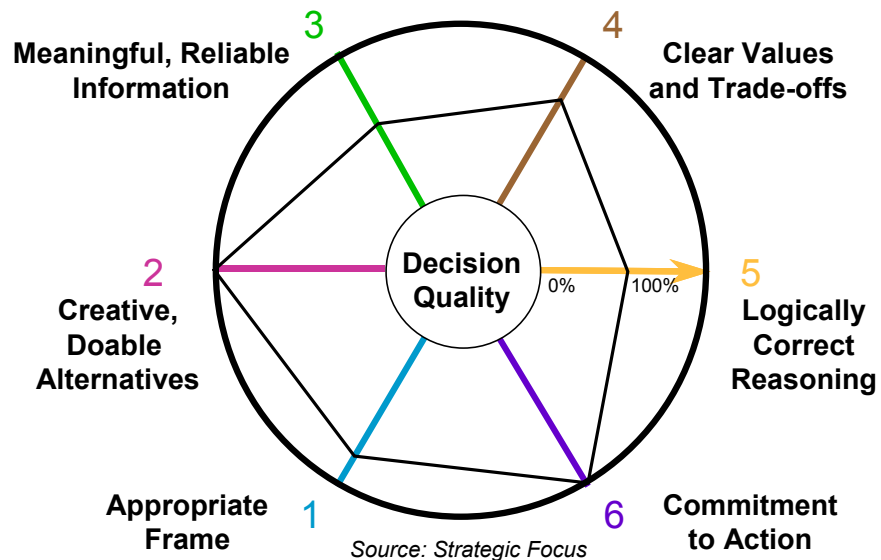 3
Meaningful, Reliable
Information
4
Clear Values
and Trade-offs
2
Creative,
Doable
Alternatives
Decision
Quality
0%
100%
5
Logically
Correct
Reasoning
Appropriate
Frame
1
6
Commitment
to Action
Source: Strategic Focus